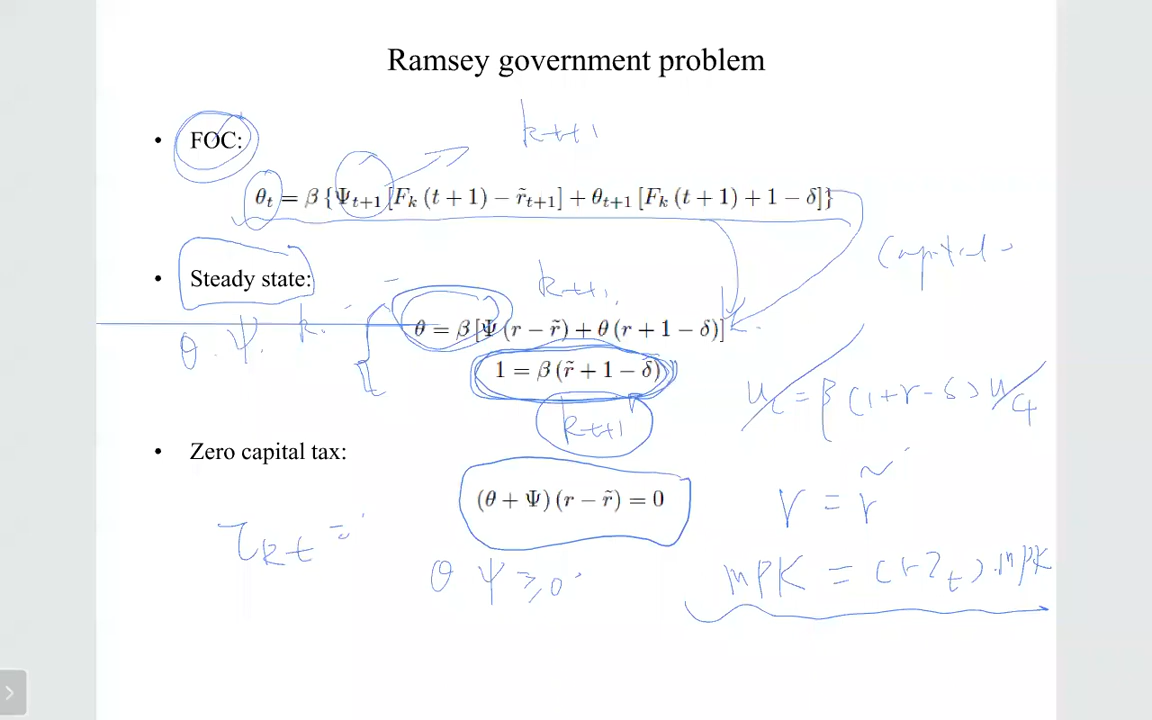 Ramsey government problem
k_{t+1}
• FOC:
θ_t = β {Ψ_{t+1} [F_k (t + 1) − r̃_{t+1}] + θ_{t+1} [F_k (t + 1) + 1 − δ]}
Capital
• Steady state:
k_{t+1}
θ = β [Ψ (r − r̃) + θ (r + 1 − δ)]
θ. Ψ. k.
1 = β (r̃ + 1 − δ)
u_c = β (1+r−δ) u_c
k_{t+1}
• Zero capital tax:
(θ + Ψ) (r − r̃) = 0
r = r̃
τ_{kt} =
θ Ψ ≥ 0
MPK = (1-τ_t).MPK